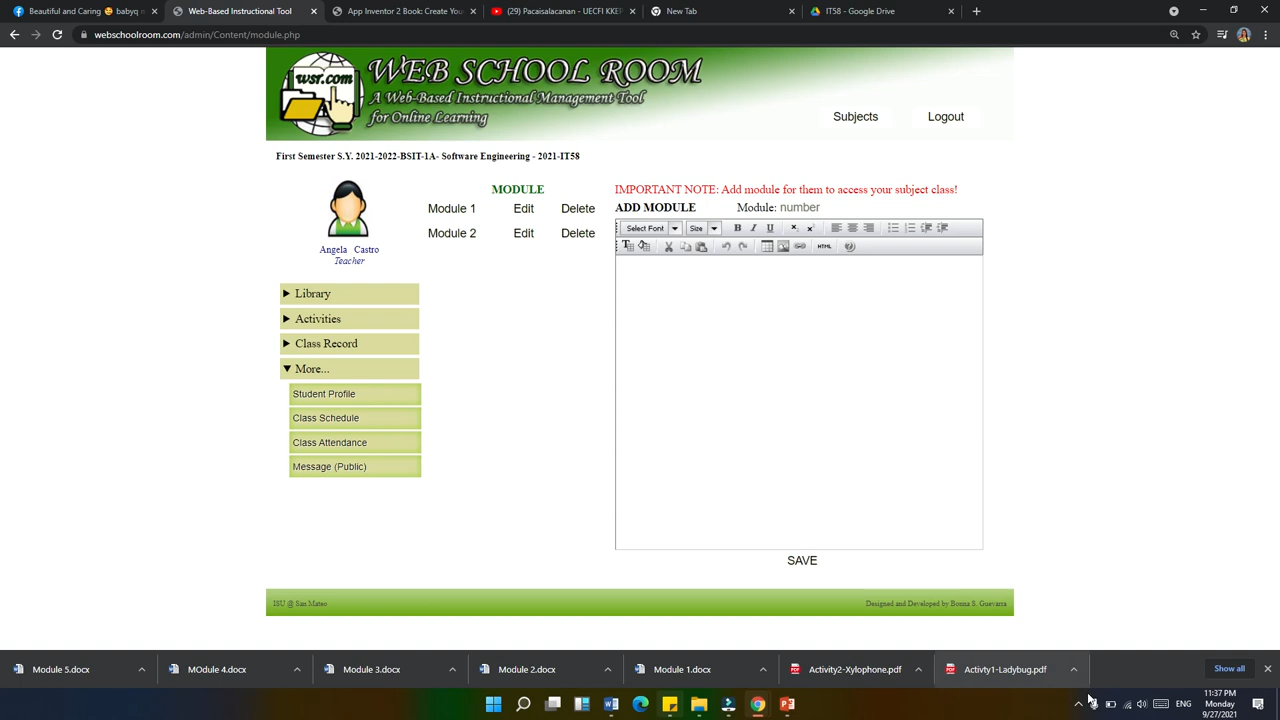 Beautiful and Caring 😍 babyq n
Web-Based Instructional Tool
App Inventor 2 Book: Create Your
(29) Pacasalacanan - UECFI KKEF
New Tab
IT58 - Google Drive
webschoolroom.com/admin/Content/module.php
wsr.com
WEB SCHOOL ROOM
A Web-Based Instructional Management Tool
for Online Learning
Subjects Logout
First Semester S.Y. 2021-2022-BSIT-1A- Software Engineering - 2021-IT58
Angela Castro
Teacher
Library
Activities
Class Record
More...
Student Profile
Class Schedule
Class Attendance
Message (Public)
MODULE
Module 1 Edit Delete
Module 2 Edit Delete
IMPORTANT NOTE: Add module for them to access your subject class!
ADD MODULE Module: number
Select Font Size B I U
HTML
SAVE
ISU @ San Mateo Designed and Developed by Bonna S. Guevarra
Module 5.docx MOdule 4.docx Module 3.docx Module 2.docx Module 1.docx Activity2-Xylophone.pdf Activty1-Ladybug.pdf Show all
ENG
11:37 PM
Monday
9/27/2021